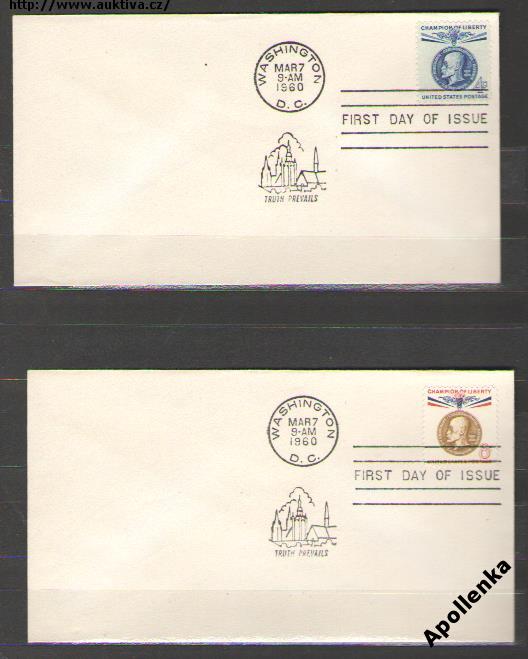 http://www.auktiva.cz/
CHAMPION OF LIBERTY
4¢
UNITED STATES POSTAGE
WASHINGTON
MAR 7
9-AM
1960
D. C.
FIRST DAY OF ISSUE
TRUTH PREVAILS
CHAMPION OF LIBERTY
8
WASHINGTON
MAR 7
9-AM
1960
D. C.
FIRST DAY OF ISSUE
TRUTH PREVAILS
Apollenka